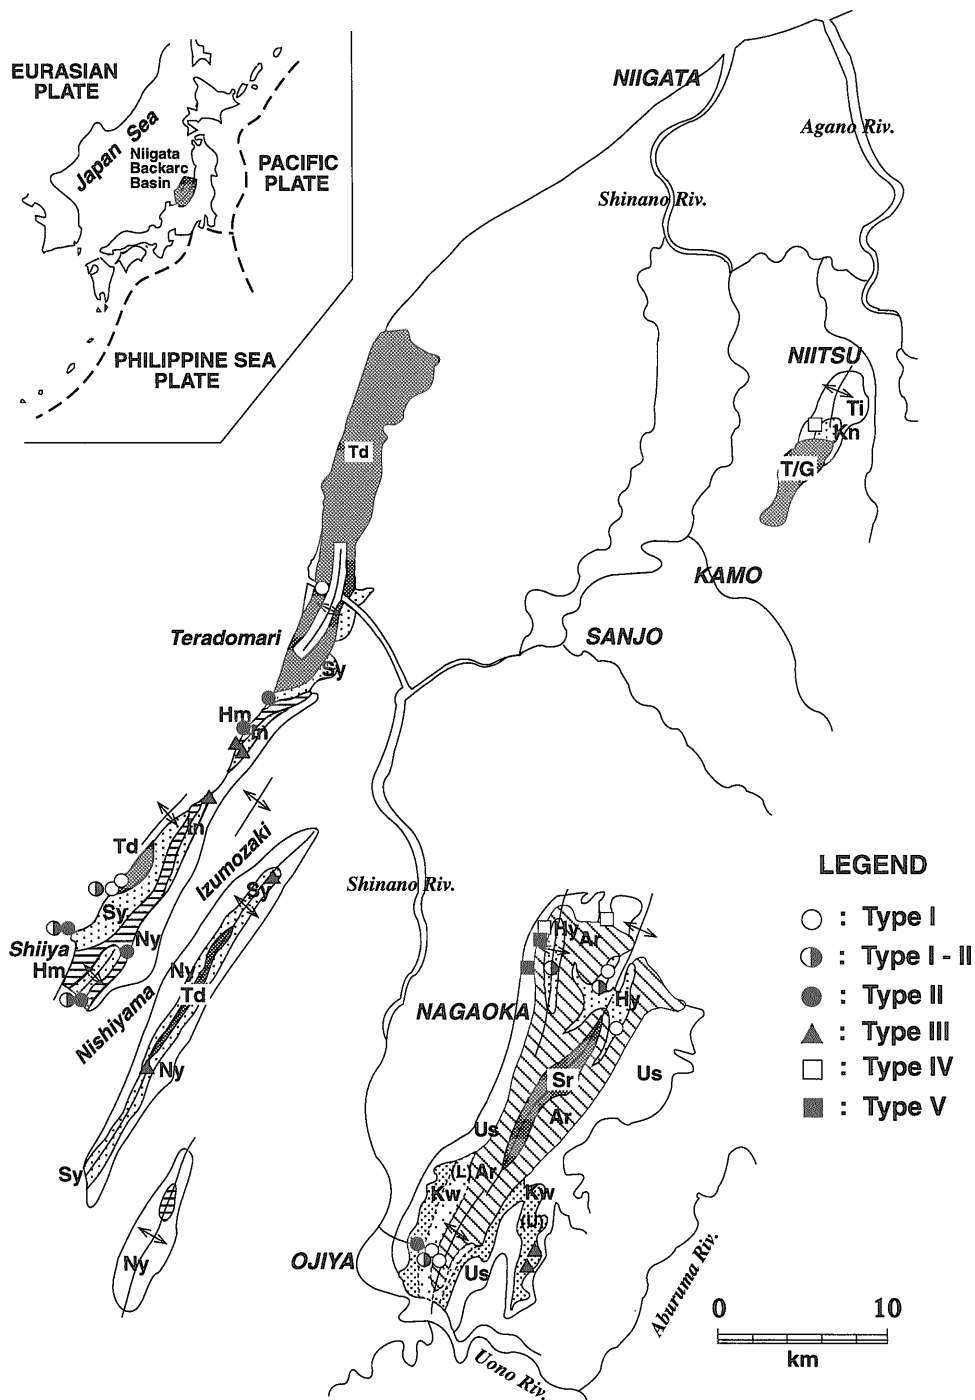 EURASIAN
PLATE
Japan Sea
Niigata
Backarc
Basin
PACIFIC
PLATE
PHILIPPINE SEA
PLATE
NIIGATA
Agano Riv.
Shinano Riv.
NIITSU
Ti
Kn
T/G
Td
KAMO
SANJO
Teradomari
Sy
Hm
In
In
Td
Izumozaki
Sy
Shinano Riv.
Sy
Shiiya
Hm
Ny
Ny
Td
Nishiyama
Ny
Sy
Ny
LEGEND
: Type I
: Type I - II
: Type II
: Type III
: Type IV
: Type V
Hy
Ar
Hy
NAGAOKA
Sr
Us
Ar
Us
(L) Ar
Kw
Kw
(U)
OJIYA
Us
Aburuma Riv.
Uono Riv.
0 10
km